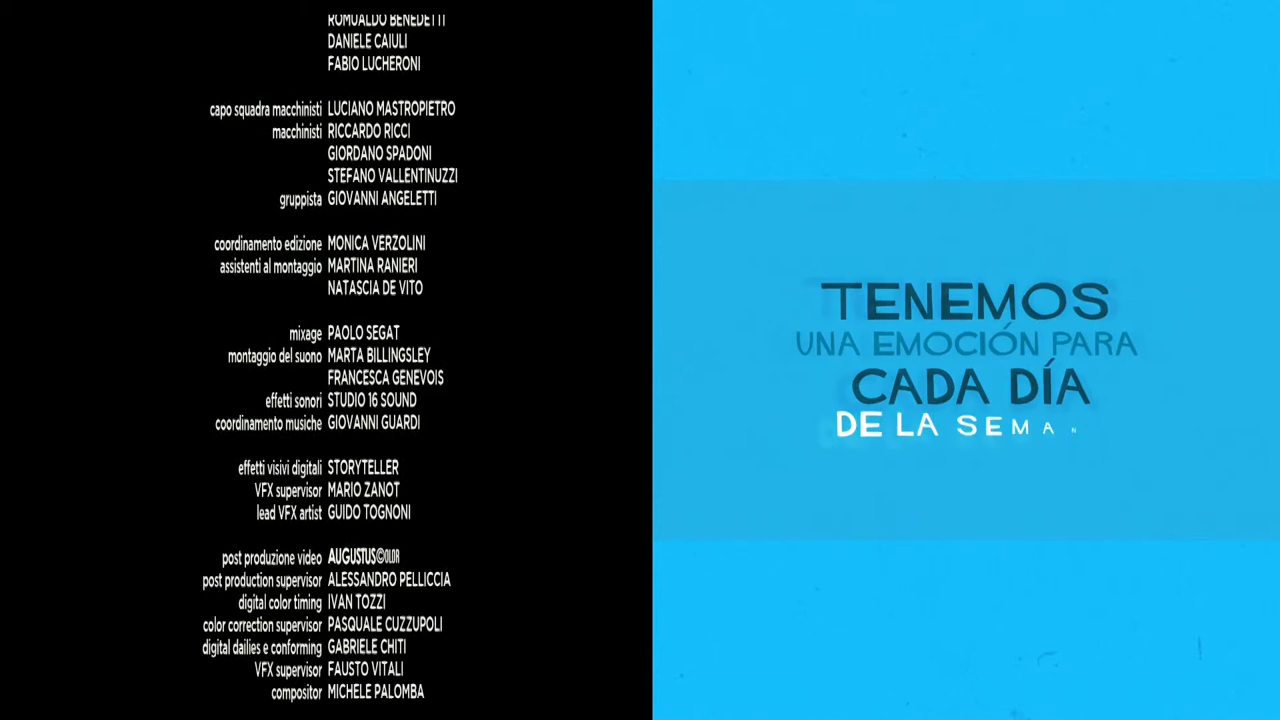 ROMUALDO BENEDETTI
DANIELE CAIULI
FABIO LUCHERONI
capo squadra macchinisti LUCIANO MASTROPIETRO
macchinisti RICCARDO RICCI
GIORDANO SPADONI
STEFANO VALLENTINUZZI
gruppista GIOVANNI ANGELETTI
coordinamento edizione MONICA VERZOLINI
assistenti al montaggio MARTINA RANIERI
NATASCIA DE VITO
mixage PAOLO SEGAT
montaggio del suono MARTA BILLINGSLEY
FRANCESCA GENEVOIS
effetti sonori STUDIO 16 SOUND
coordinamento musiche GIOVANNI GUARDI
effetti visivi digitali STORYTELLER
VFX supervisor MARIO ZANOT
lead VFX artist GUIDO TOGNONI
post produzione video AUGUSTUS©OLOR
post production supervisor ALESSANDRO PELLICCIA
digital color timing IVAN TOZZI
color correction supervisor PASQUALE CUZZUPOLI
digital dailies e conforming GABRIELE CHITI
VFX supervisor FAUSTO VITALI
compositor MICHELE PALOMBA
TENEMOS
UNA EMOCIÓN PARA
CADA DÍA
DE LA SEMAN